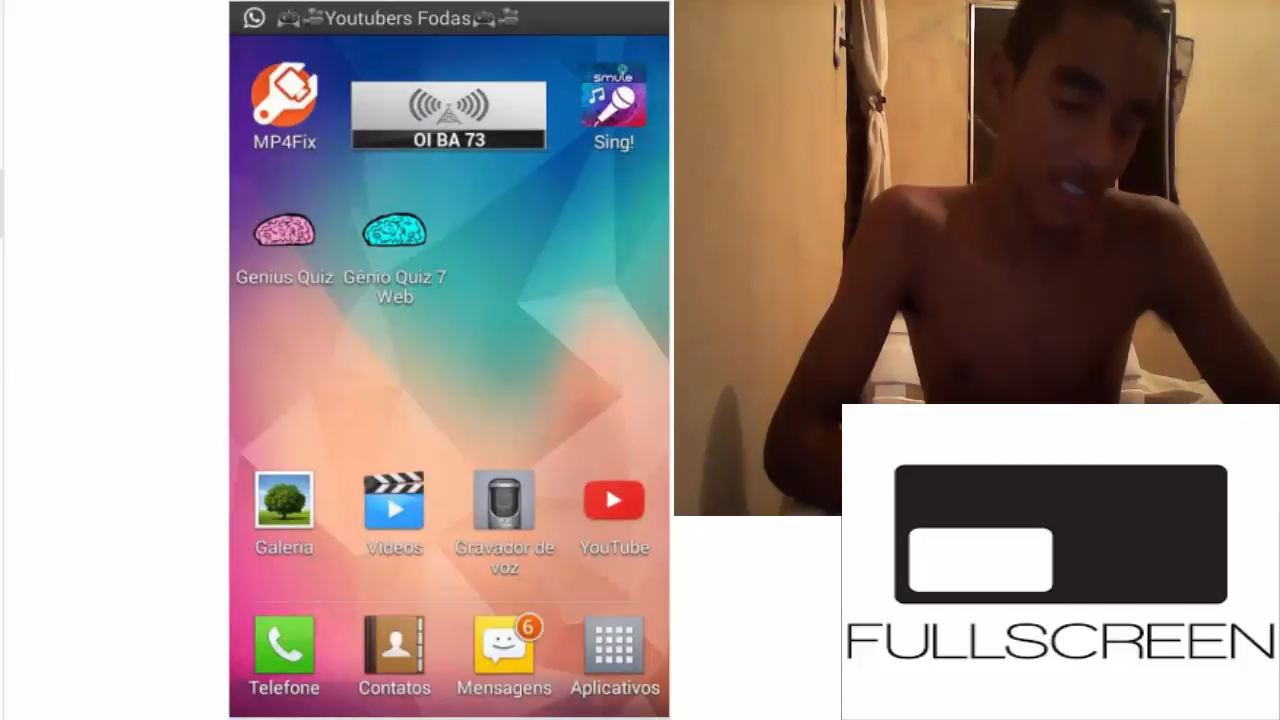 Youtubers Fodas
MP4Fix
OI BA 73
smule
Sing!
Genius Quiz
Gênio Quiz 7
Web
Galeria
Vídeos
Gravador de
voz
YouTube
6
Telefone
Contatos
Mensagens
Aplicativos
FULLSCREEN